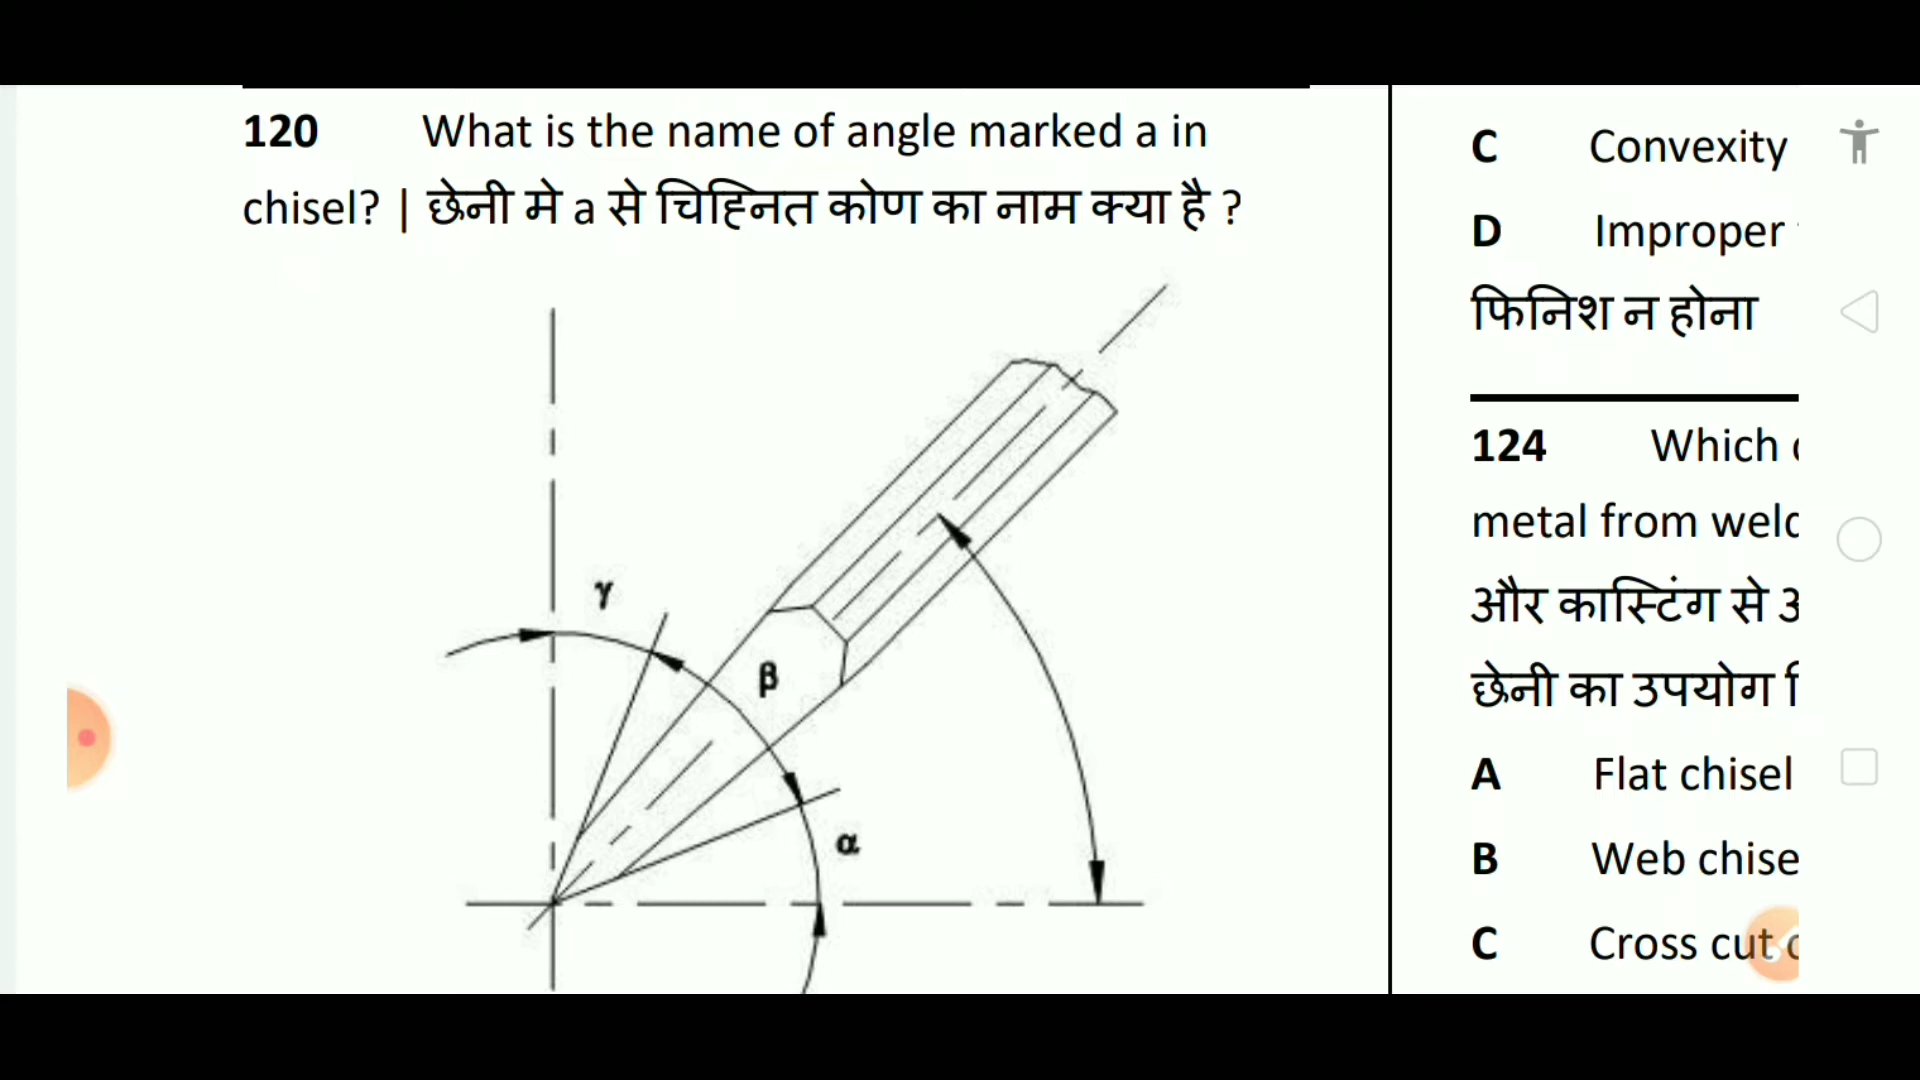 120 What is the name of angle marked a in
chisel? | छेनी मे a से चिह्नित कोण का नाम क्या है ?
γ
β
α
C Convexity
D Improper
फिनिश न होना
124 Which
metal from weld
और कास्टिंग से
छेनी का उपयोग
A Flat chisel
B Web chise
C Cross cut